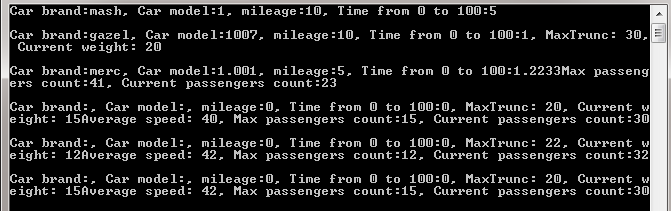 Car brand:mash, Car model:1, mileage:10, Time from 0 to 100:5
Car brand:gazel, Car model:1007, mileage:10, Time from 0 to 100:1, MaxTrunc: 30,
 Current weight: 20
Car brand:merc, Car model:1.001, mileage:5, Time from 0 to 100:1.2233Max passeng
ers count:41, Current passengers count:23
Car brand:, Car model:, mileage:0, Time from 0 to 100:0, MaxTrunc: 20, Current w
eight: 15Average speed: 40, Max passengers count:15, Current passengers count:30
Car brand:, Car model:, mileage:0, Time from 0 to 100:0, MaxTrunc: 22, Current w
eight: 12Average speed: 42, Max passengers count:12, Current passengers count:32
Car brand:, Car model:, mileage:0, Time from 0 to 100:0, MaxTrunc: 20, Current w
eight: 15Average speed: 42, Max passengers count:15, Current passengers count:30